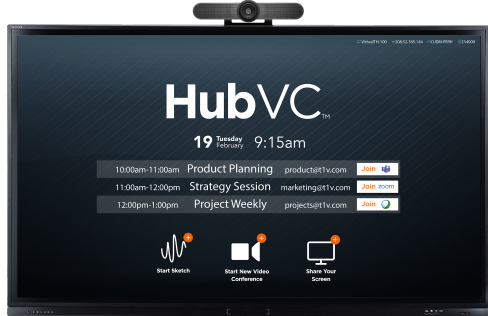 HubVC™
19 Tuesday February 9:15am
10:00am-11:00am Product Planning product@t1v.com Join
11:00am-12:00pm Strategy Session marketing@t1v.com Join zoom
12:00pm-1:00pm Project Weekly projects@t1v.com Join
Start Sketch
Start New Video
Conference
Share Your
Screen